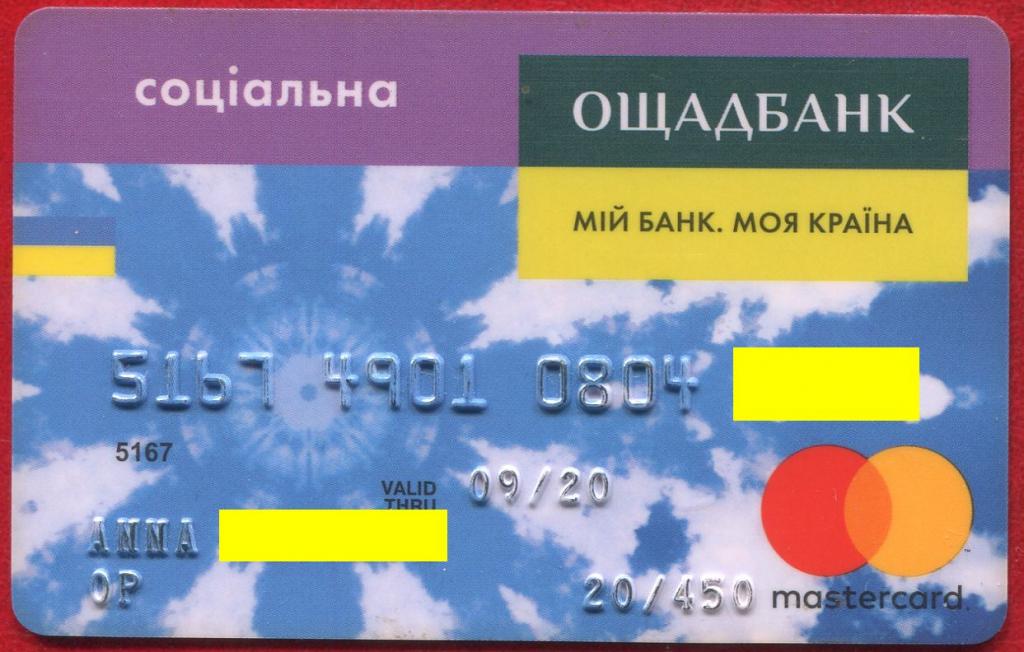 соціальна
ОЩАДБАНК
МІЙ БАНК. МОЯ КРАЇНА
5167 4901 0804
5167
VALID
THRU
09/20
ANNA
OP
20/450
mastercard.